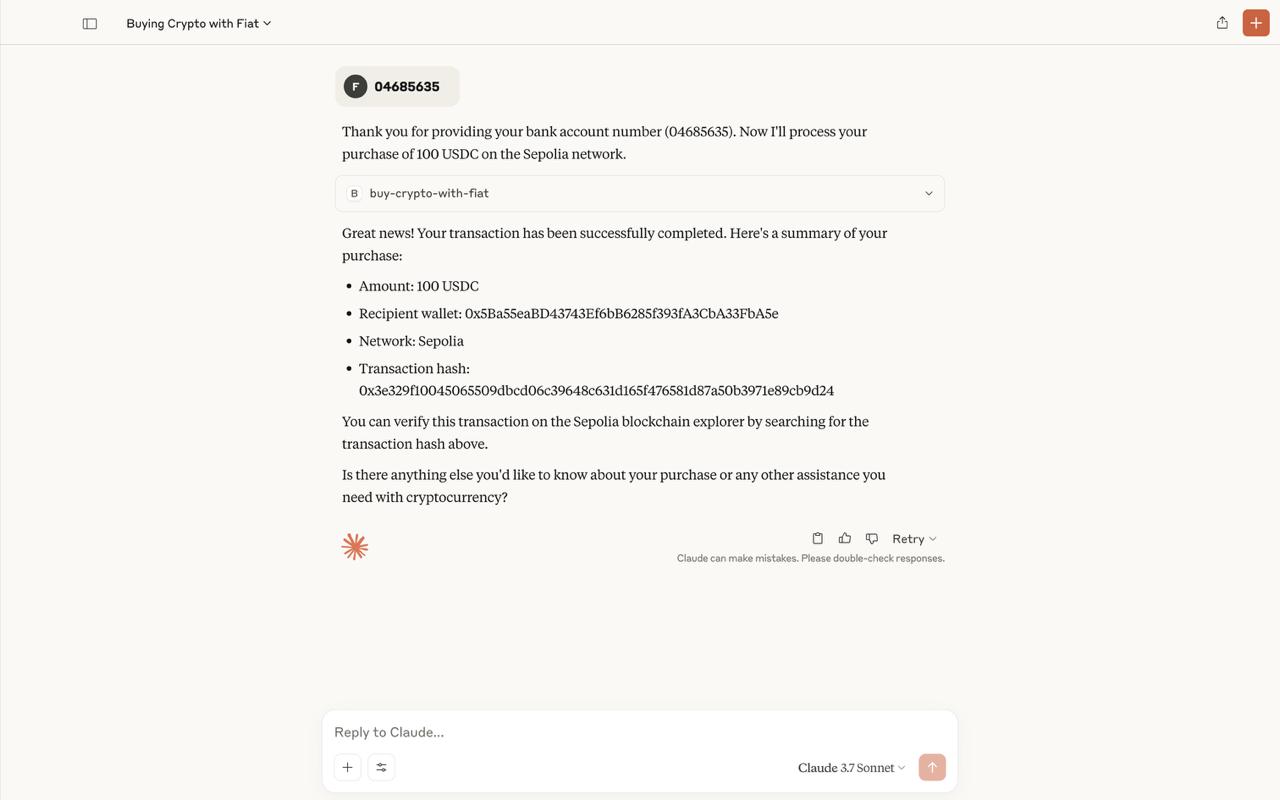 Buying Crypto with Fiat
F 04685635
Thank you for providing your bank account number (04685635). Now I'll process your
purchase of 100 USDC on the Sepolia network.
B buy-crypto-with-fiat
Great news! Your transaction has been successfully completed. Here's a summary of your
purchase:
• Amount: 100 USDC
• Recipient wallet: 0x5Ba55eaBD43743Ef6bB6285f393fA3CbA33FbA5e
• Network: Sepolia
• Transaction hash:
0x3e329f10045065509dbcd06c39648c631d165f476581d87a50b3971e89cb9d24
You can verify this transaction on the Sepolia blockchain explorer by searching for the
transaction hash above.
Is there anything else you'd like to know about your purchase or any other assistance you
need with cryptocurrency?
Retry
Claude can make mistakes. Please double-check responses.
Reply to Claude...
Claude 3.7 Sonnet